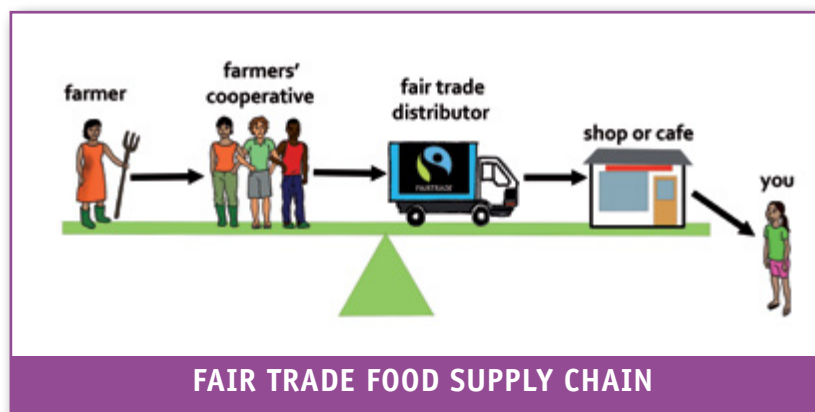 farmer
farmers'
cooperative
fair trade
distributor
shop or cafe
you
FAIRTRADE
FAIR TRADE FOOD SUPPLY CHAIN